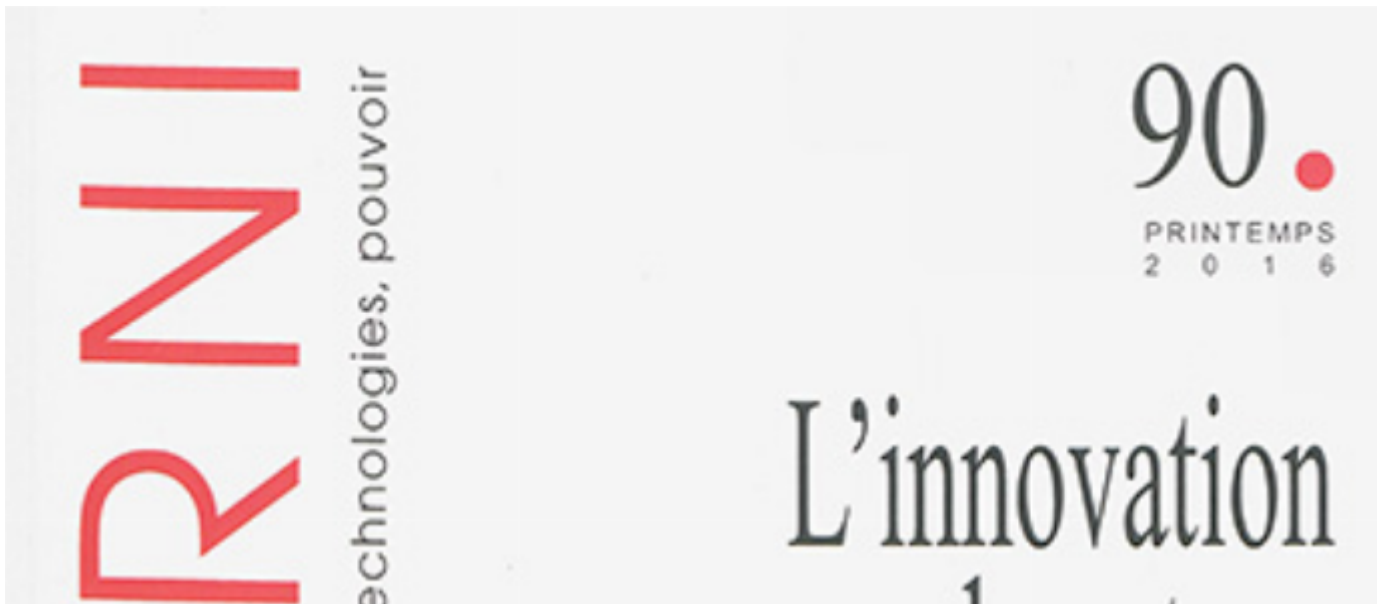 RNI
echnologies, pouvoir
90.
PRINTEMPS
2016
L'innovation